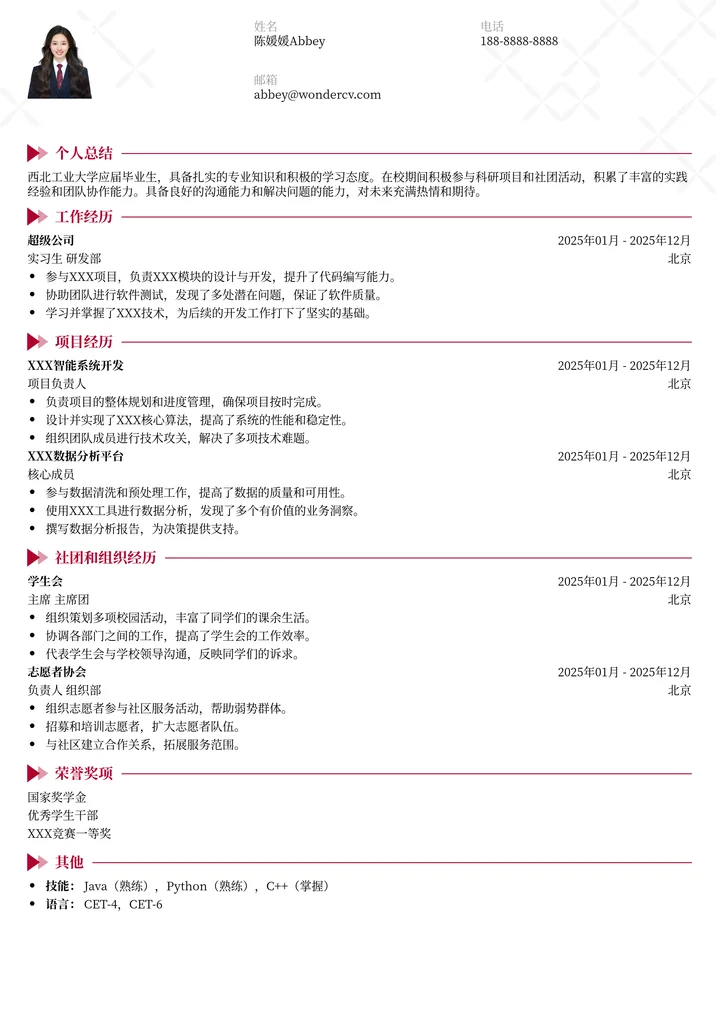 姓名
陈媛媛Abbey
电话
188-8888-8888
邮箱
abbey@wondercv.com
个人总结
西北工业大学应届毕业生，具备扎实的专业知识和积极的学习态度。在校期间积极参与科研项目和社团活动，积累了丰富的实践
经验和团队协作能力。具备良好的沟通能力和解决问题的能力，对未来充满热情和期待。
工作经历
超级公司 2025年01月 - 2025年12月
实习生 研发部 北京
• 参与XXX项目，负责XXX模块的设计与开发，提升了代码编写能力。
• 协助团队进行软件测试，发现了多处潜在问题，保证了软件质量。
• 学习并掌握了XXX技术，为后续的开发工作打下了坚实的基础。
项目经历
XXX智能系统开发 2025年01月 - 2025年12月
项目负责人 北京
• 负责项目的整体规划和进度管理，确保项目按时完成。
• 设计并实现了XXX核心算法，提高了系统的性能和稳定性。
• 组织团队成员进行技术攻关，解决了多项技术难题。
XXX数据分析平台 2025年01月 - 2025年12月
核心成员 北京
• 参与数据清洗和预处理工作，提高了数据的质量和可用性。
• 使用XXX工具进行数据分析，发现了多个有价值的业务洞察。
• 撰写数据分析报告，为决策提供支持。
社团和组织经历
学生会 2025年01月 - 2025年12月
主席 主席团 北京
• 组织策划多项校园活动，丰富了同学们的课余生活。
• 协调各部门之间的工作，提高了学生会的工作效率。
• 代表学生会与学校领导沟通，反映同学们的诉求。
志愿者协会 2025年01月 - 2025年12月
负责人 组织部 北京
• 组织志愿者参与社区服务活动，帮助弱势群体。
• 招募和培训志愿者，扩大志愿者队伍。
• 与社区建立合作关系，拓展服务范围。
荣誉奖项
国家奖学金
优秀学生干部
XXX竞赛一等奖
其他
• 技能： Java（熟练），Python（熟练），C++（掌握）
• 语言： CET-4，CET-6